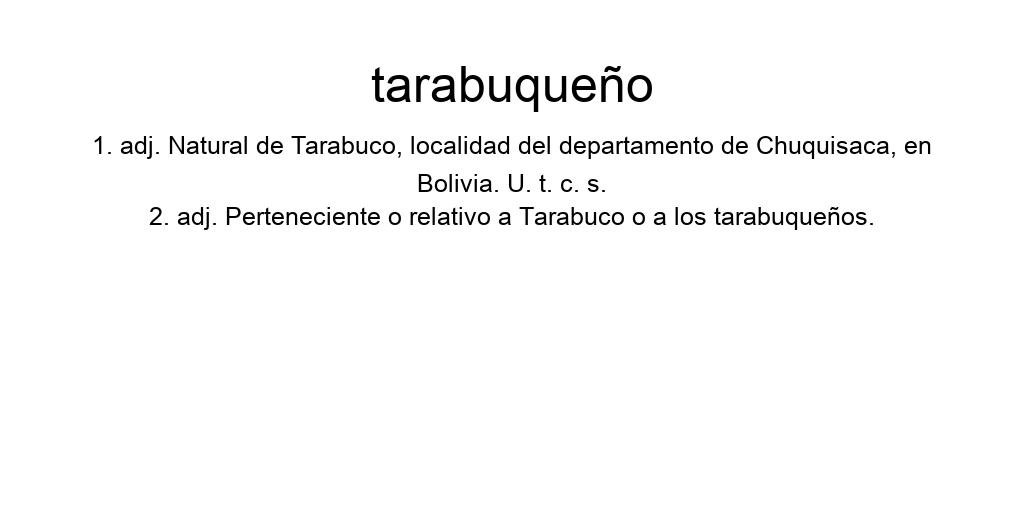 tarabuqueño
1. adj. Natural de Tarabuco, localidad del departamento de Chuquisaca, en
Bolivia. U. t. c. s.
2. adj. Perteneciente o relativo a Tarabuco o a los tarabuqueños.